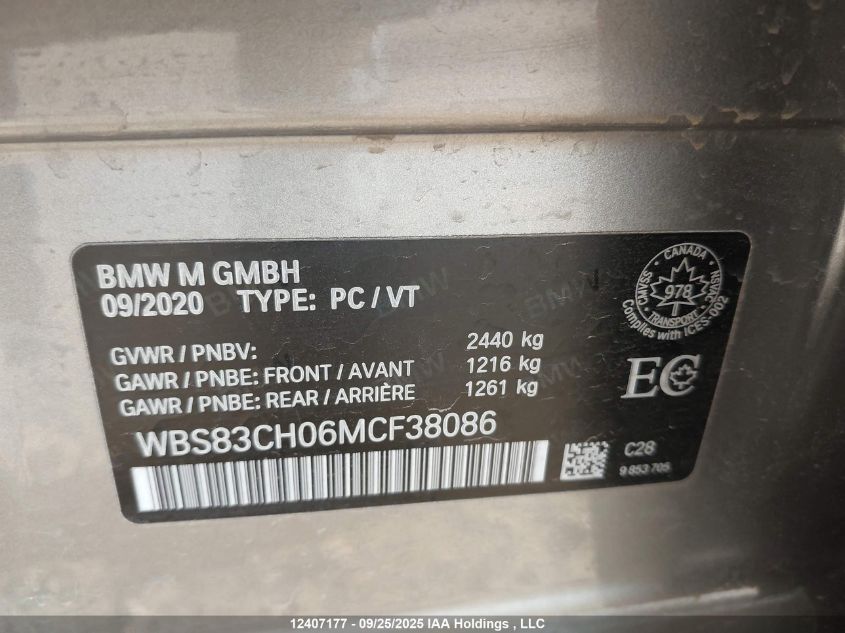 BMW M GMBH
09/2020 TYPE: PC / VT
GVWR / PNBV: 2440 kg
GAWR / PNBE: FRONT / AVANT 1216 kg
GAWR / PNBE: REAR / ARRIÈRE 1261 kg
WBS83CH06MCF38086
CANADA
CMVSS NSVAC
978
TRANSPORT
Complies with ICES-002
EC
C28
9 853 705
12407177 - 09/25/2025 IAA Holdings , LLC